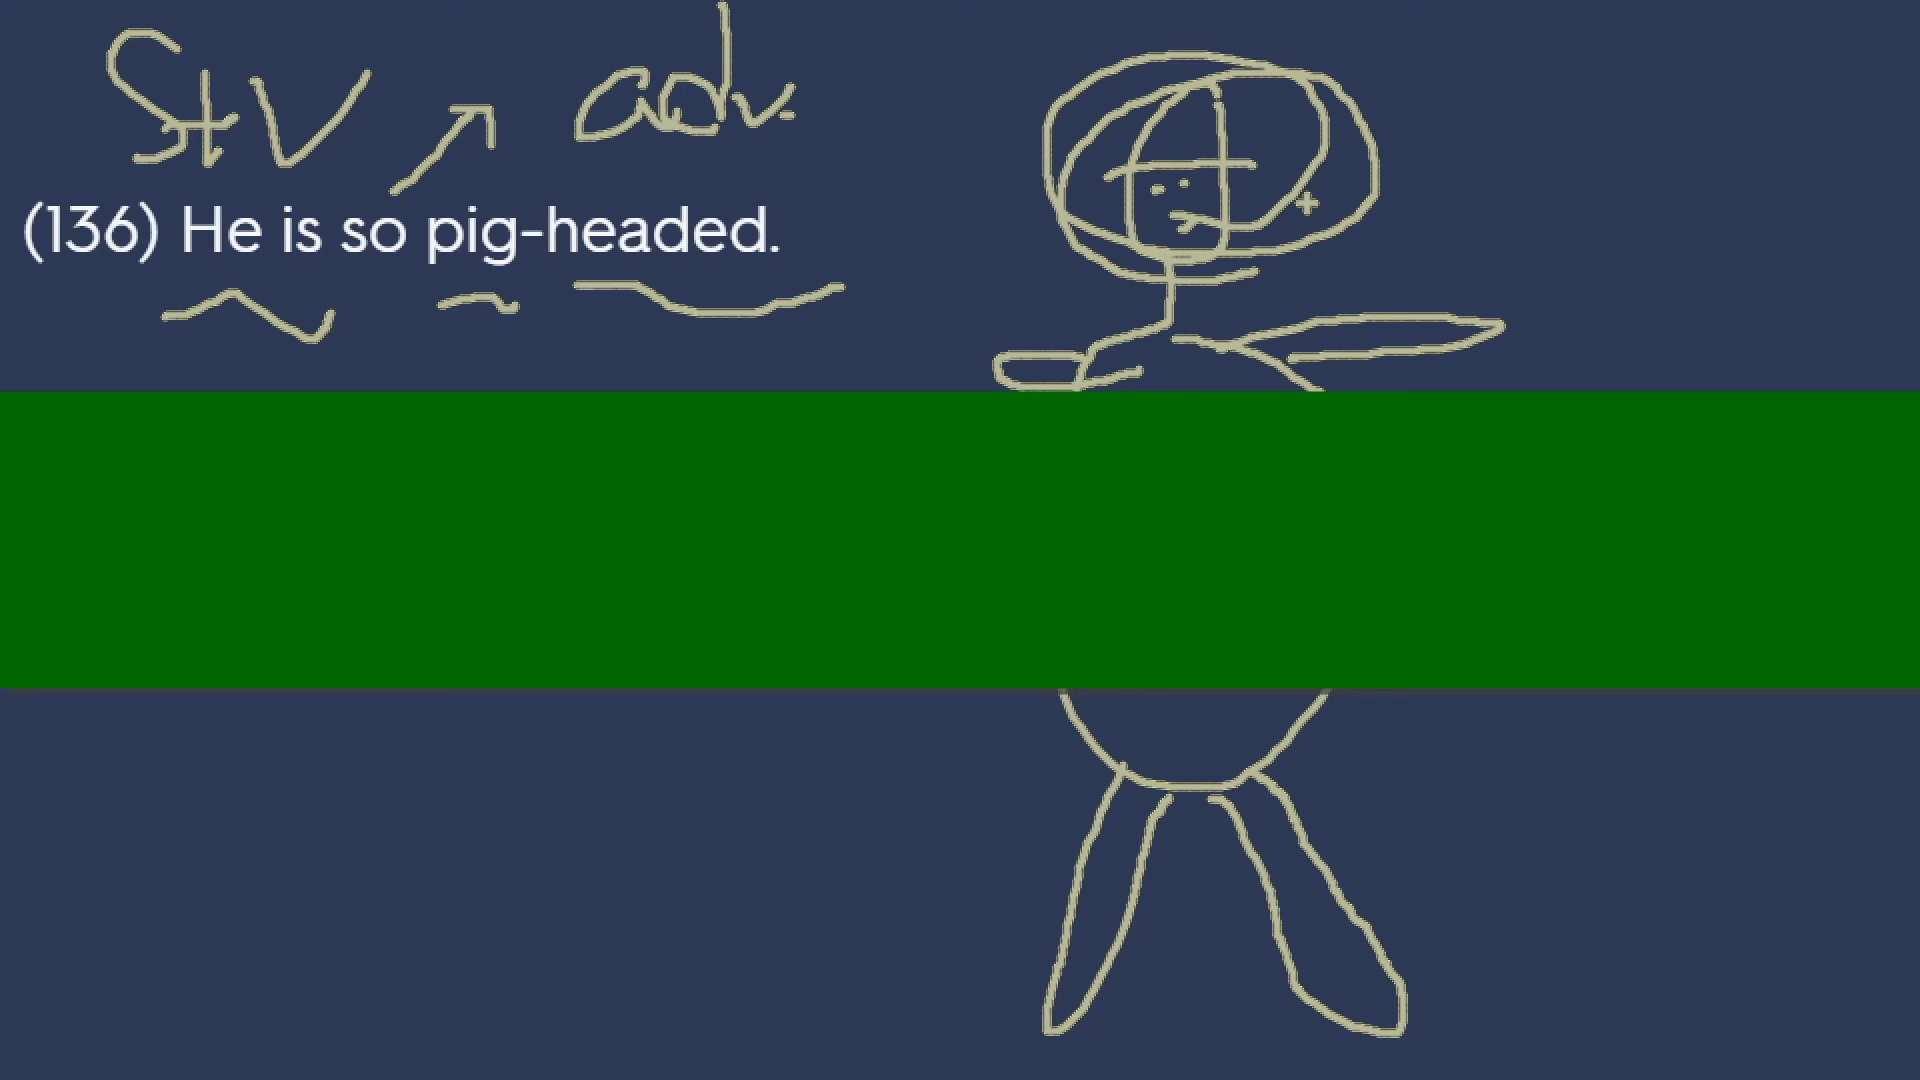 S+V ↗ adv.
(136) He is so pig-headed.